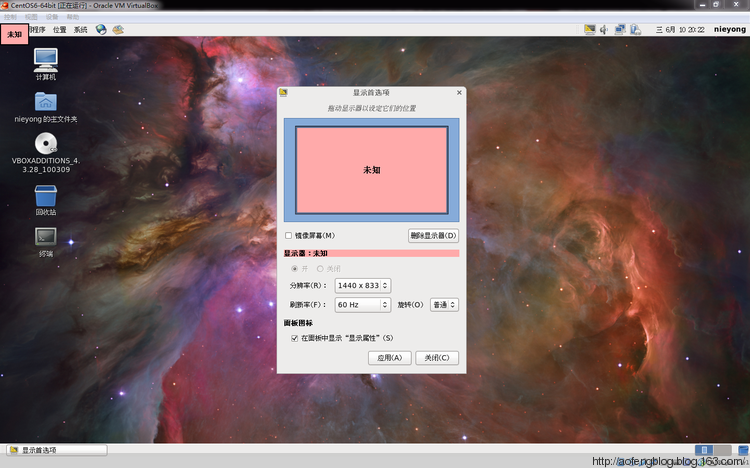 CentOS6-64bit [正在运行] - Oracle VM VirtualBox
控制 视图 设备 帮助
未知
程序 位置 系统
三 6月 10 20:22 nieyong
计算机
nieyong 的主文件夹
VBOXADDITIONS_4.
3.28_100309
回收站
终端
显示首选项
拖动显示器以设定它们的位置
未知
镜像屏幕(M)
删除显示器(D)
显示器：未知
开 关闭
分辨率(R)： 1440 x 833
刷新率(F)： 60 Hz 旋转(O) 普通
面板图标
在面板中显示“显示属性”(S)
应用(A) 关闭(C)
显示首选项
http://aofengblog.blog.163.com/